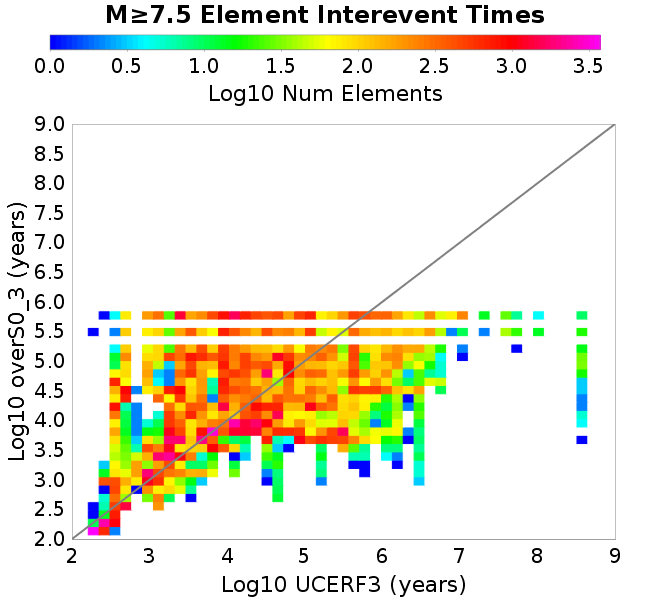 M≥7.5 Element Interevent Times
0.0 0.5 1.0 1.5 2.0 2.5 3.0 3.5
Log10 Num Elements
Log10 overS0_3 (years)
9.0
8.5
8.0
7.5
7.0
6.5
6.0
5.5
5.0
4.5
4.0
3.5
3.0
2.5
2.0
2 3 4 5 6 7 8 9
Log10 UCERF3 (years)